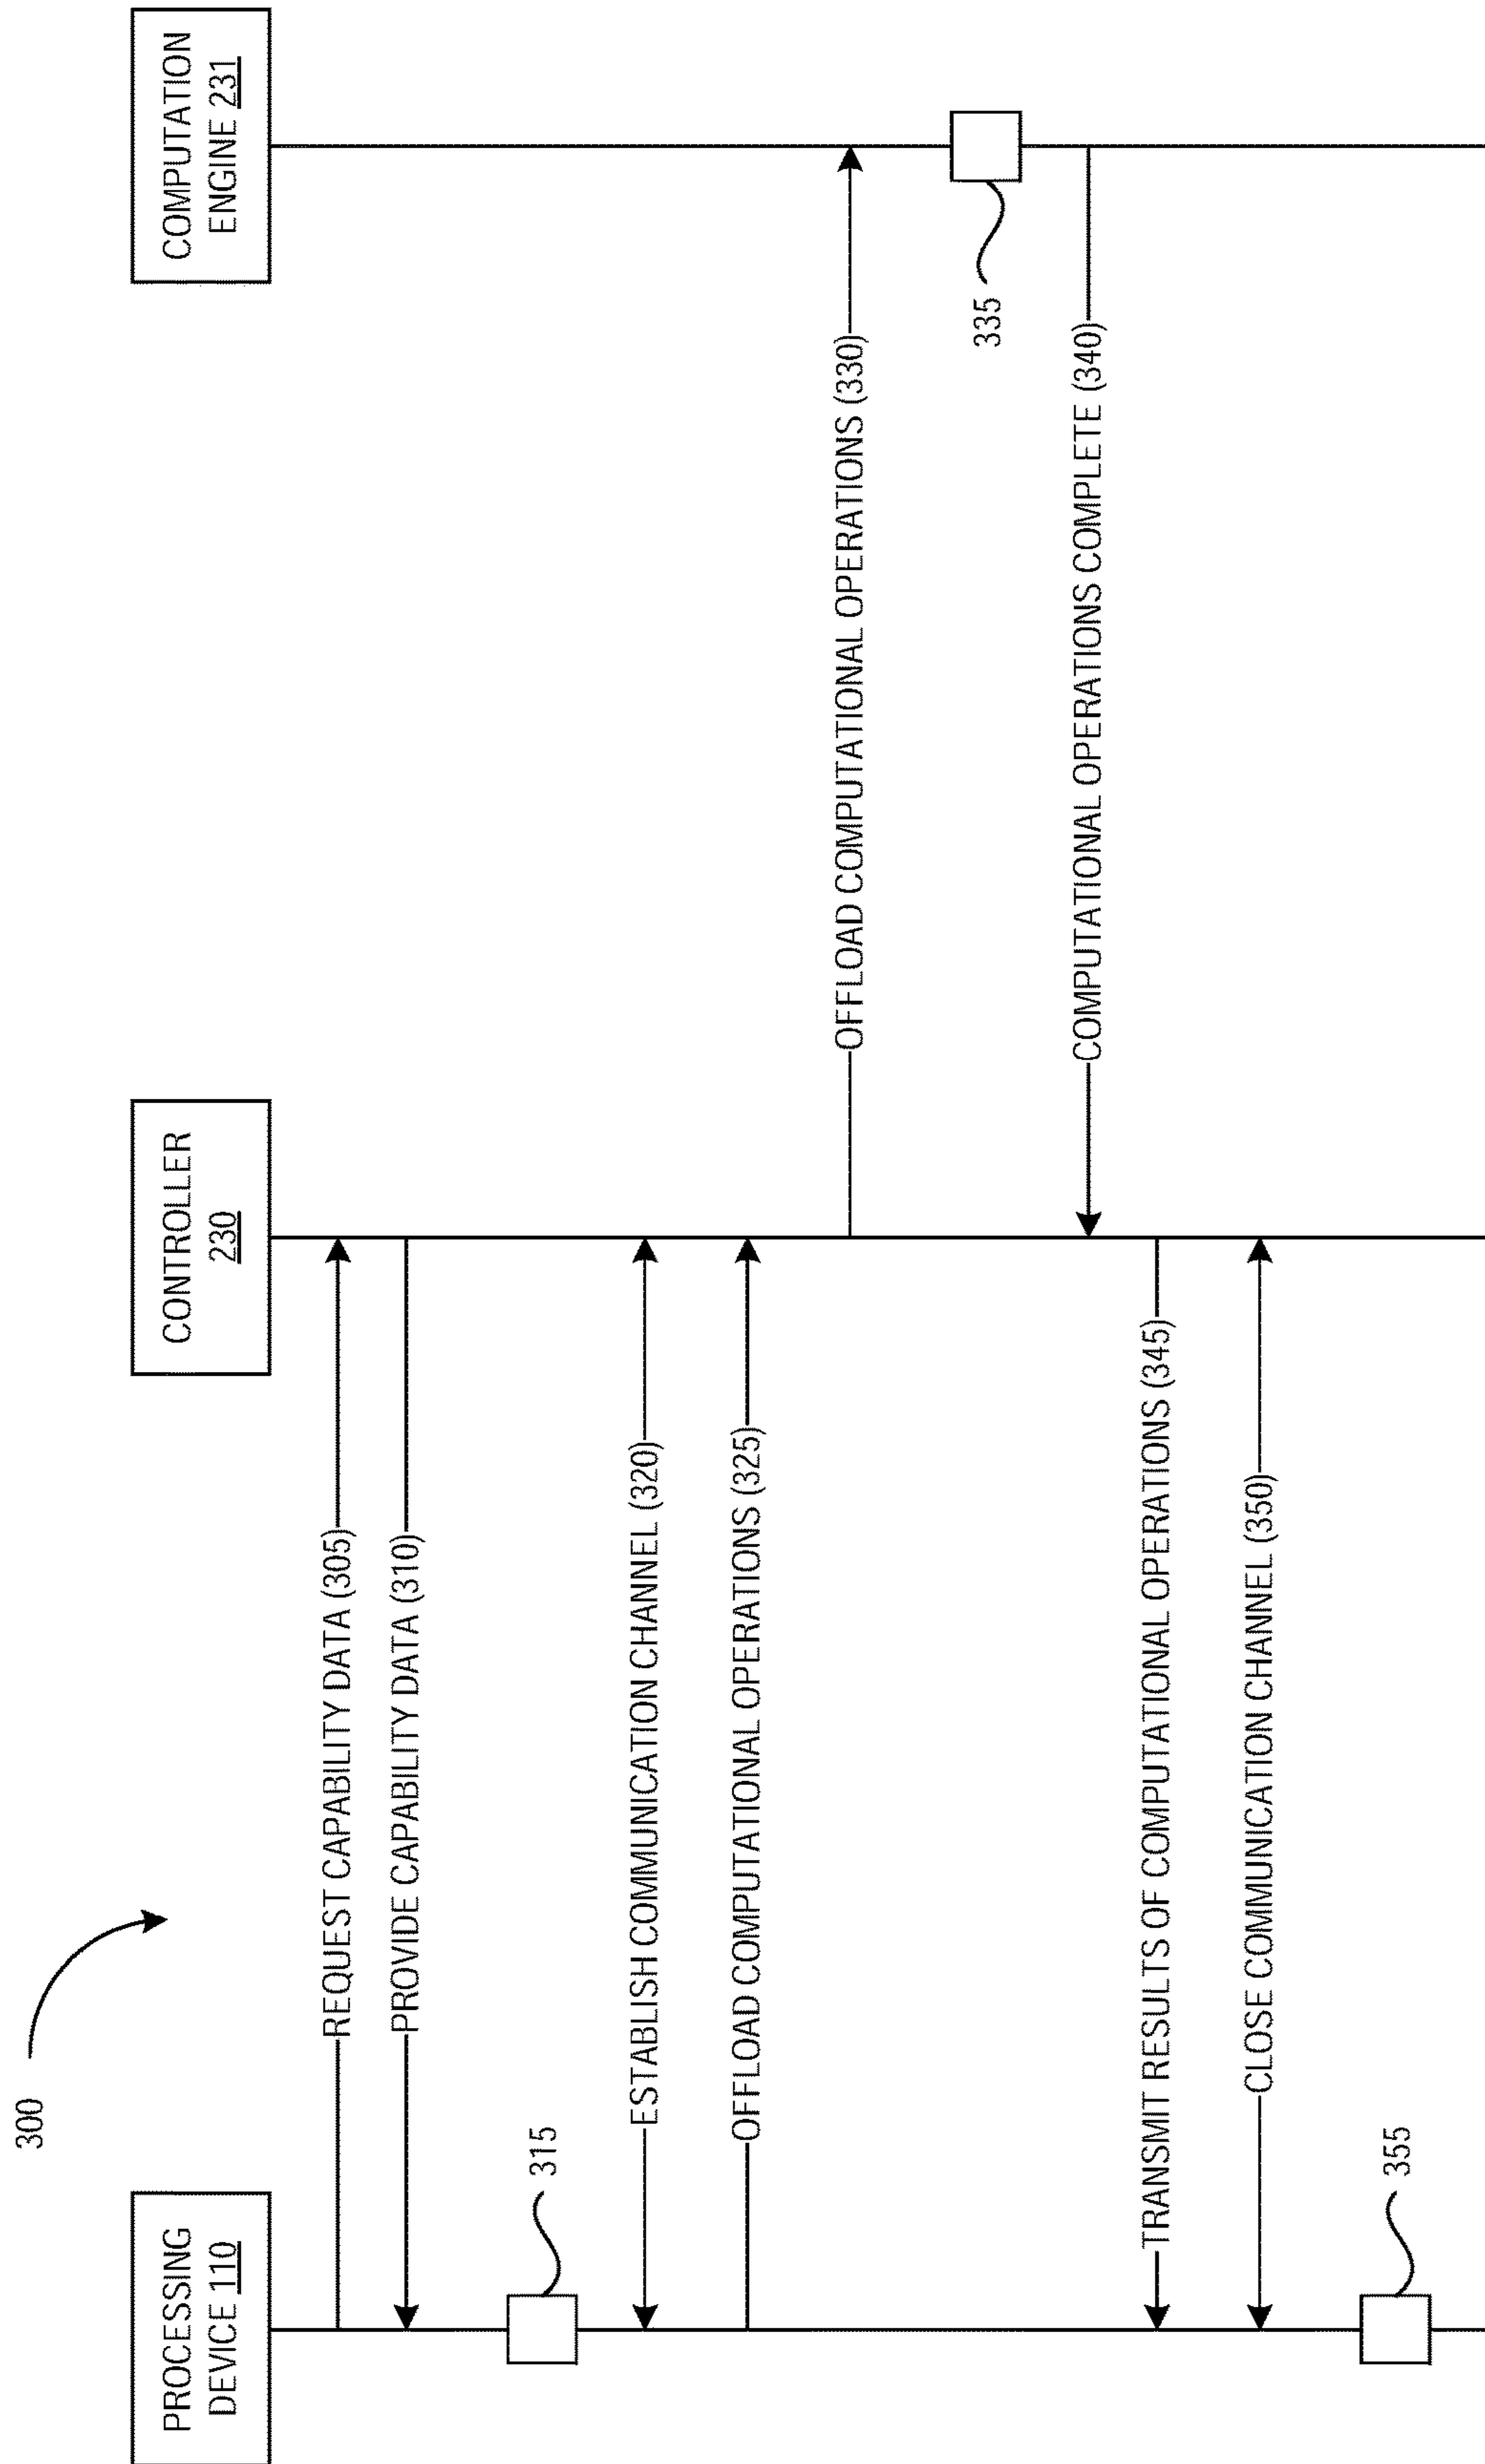 300
PROCESSING
DEVICE 110
CONTROLLER
230
COMPUTATION
ENGINE 231
REQUEST CAPABILITY DATA (305)
PROVIDE CAPABILITY DATA (310)
315
ESTABLISH COMMUNICATION CHANNEL (320)
OFFLOAD COMPUTATIONAL OPERATIONS (325)
OFFLOAD COMPUTATIONAL OPERATIONS (330)
335
COMPUTATIONAL OPERATIONS COMPLETE (340)
TRANSMIT RESULTS OF COMPUTATIONAL OPERATIONS (345)
CLOSE COMMUNICATION CHANNEL (350)
355